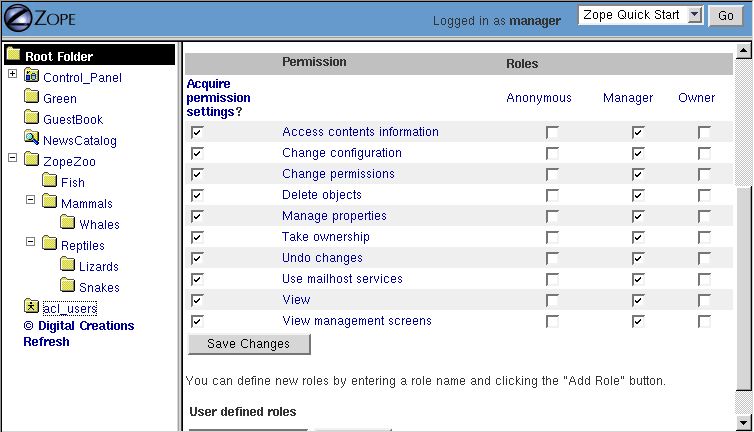 ZOPE
Logged in as manager
Zope Quick Start
Go
Root Folder
Control_Panel
Green
GuestBook
NewsCatalog
ZopeZoo
Fish
Mammals
Whales
Reptiles
Lizards
Snakes
acl_users
© Digital Creations
Refresh
Permission Roles
Acquire
permission
settings?
Anonymous Manager Owner
Access contents information
Change configuration
Change permissions
Delete objects
Manage properties
Take ownership
Undo changes
Use mailhost services
View
View management screens
Save Changes
You can define new roles by entering a role name and clicking the "Add Role" button.
User defined roles